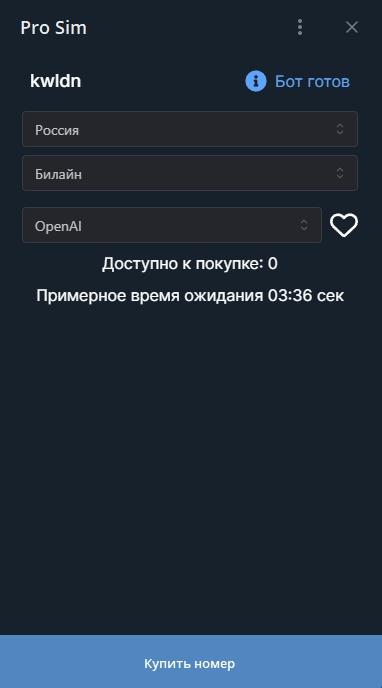 Pro Sim
kwldn
Бот готов
Россия
Билайн
OpenAI
Доступно к покупке: 0
Примерное время ожидания 03:36 сек
Купить номер